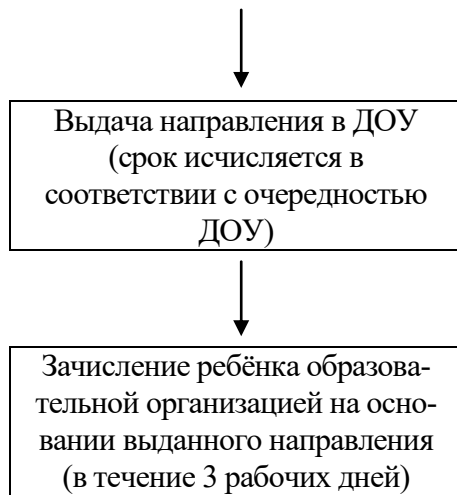 Выдача направления в ДОУ
(срок исчисляется в
соответствии с очередностью
ДОУ)
Зачисление ребёнка образова-
тельной организацией на осно-
вании выданного направления
(в течение 3 рабочих дней)